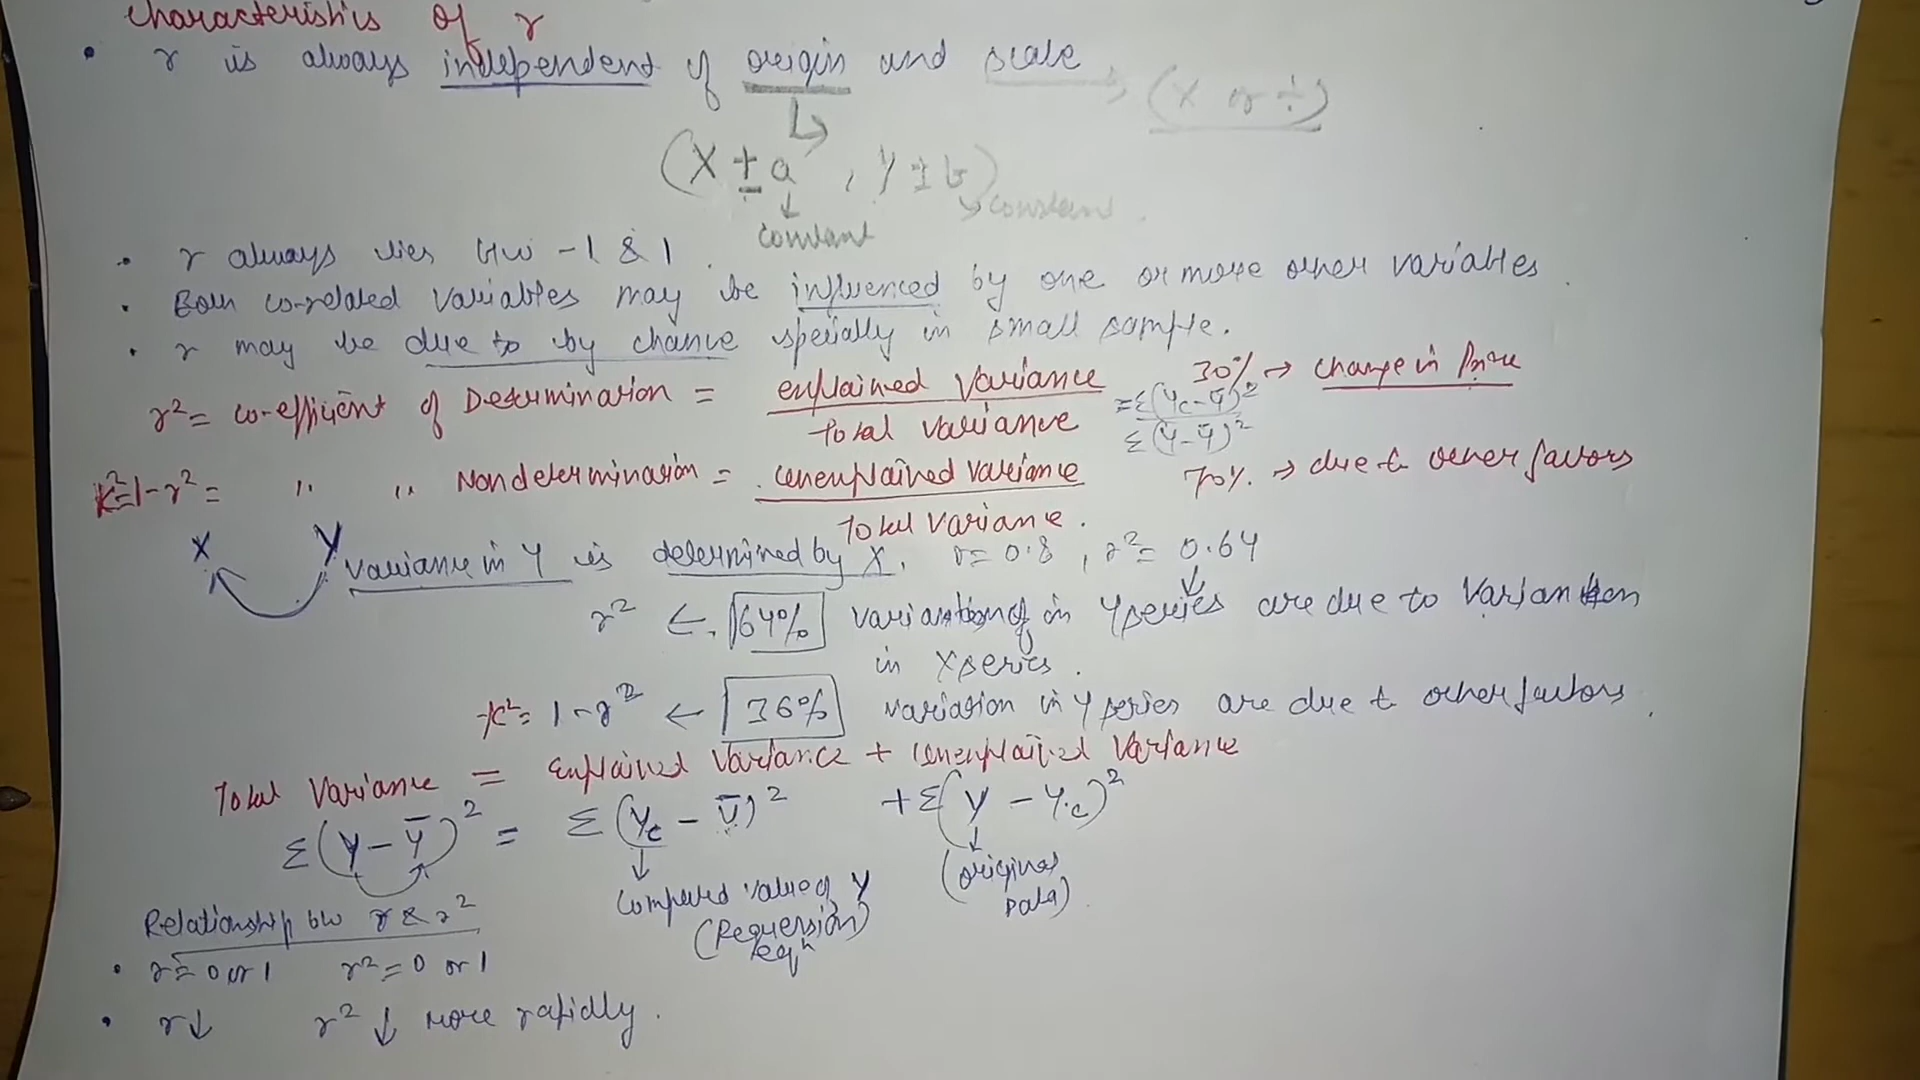 Characteristics of r
• r is always independent of origin and scale → (X or ÷)
(X ± a , Y ± b)
↓ constant ↘ constant
• r always lies btw -1 & 1 .
• Both co-related variables may be influenced by one or more other variables .
• r may be due to by chance specially in small sample.
r² = co-efficient of Determination = explained variance / Total variance = Σ(Yc - Ȳ)² / Σ(Y - Ȳ)² 30% → change in Price
K² = 1 - r² = " " Nondetermination = unexplained variance / Total variance . 70% → due to other factors
X Y variance in Y is determined by X . r = 0.8 , r² = 0.64
r² ← 64% variation of in Y series are due to variation
in X series .
K² = 1 - r² ← 36% variation in Y series are due to other factors .
Total Variance = Explained Variance + Unexplained Variance
Σ(Y - Ȳ)² = Σ(Yc - Ȳ)² + Σ(Y - Yc)²
Computed value of Y (original
(Regression Data)
eqⁿ)
Relationship btw r & r²
• r = 0 or 1 r² = 0 or 1
• r↓ r² ↓ more rapidly .